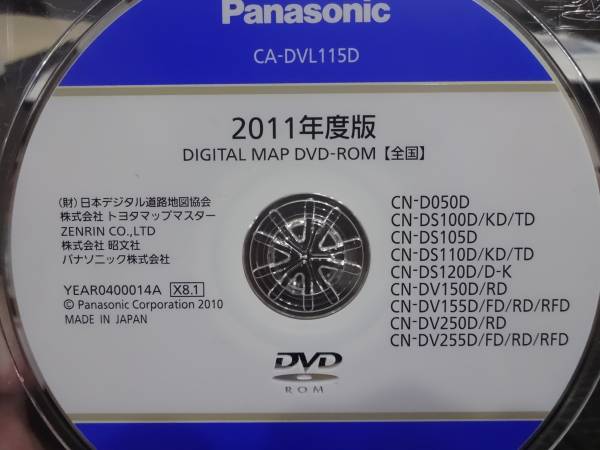 Panasonic
CA-DVL115D
2011年度版
DIGITAL MAP DVD-ROM【全国】
(財)日本デジタル道路地図協会
株式会社 トヨタマップマスター
ZENRIN CO.,LTD
株式会社 昭文社
パナソニック株式会社
YEAR0400014A X8.1
© Panasonic Corporation 2010
MADE IN JAPAN
CN-D050D
CN-DS100D/KD/TD
CN-DS105D
CN-DS110D/KD/TD
CN-DS120D/D-K
CN-DV150D/RD
CN-DV155D/FD/RD/RFD
CN-DV250D/RD
CN-DV255D/FD/RD/RFD
DVD
ROM